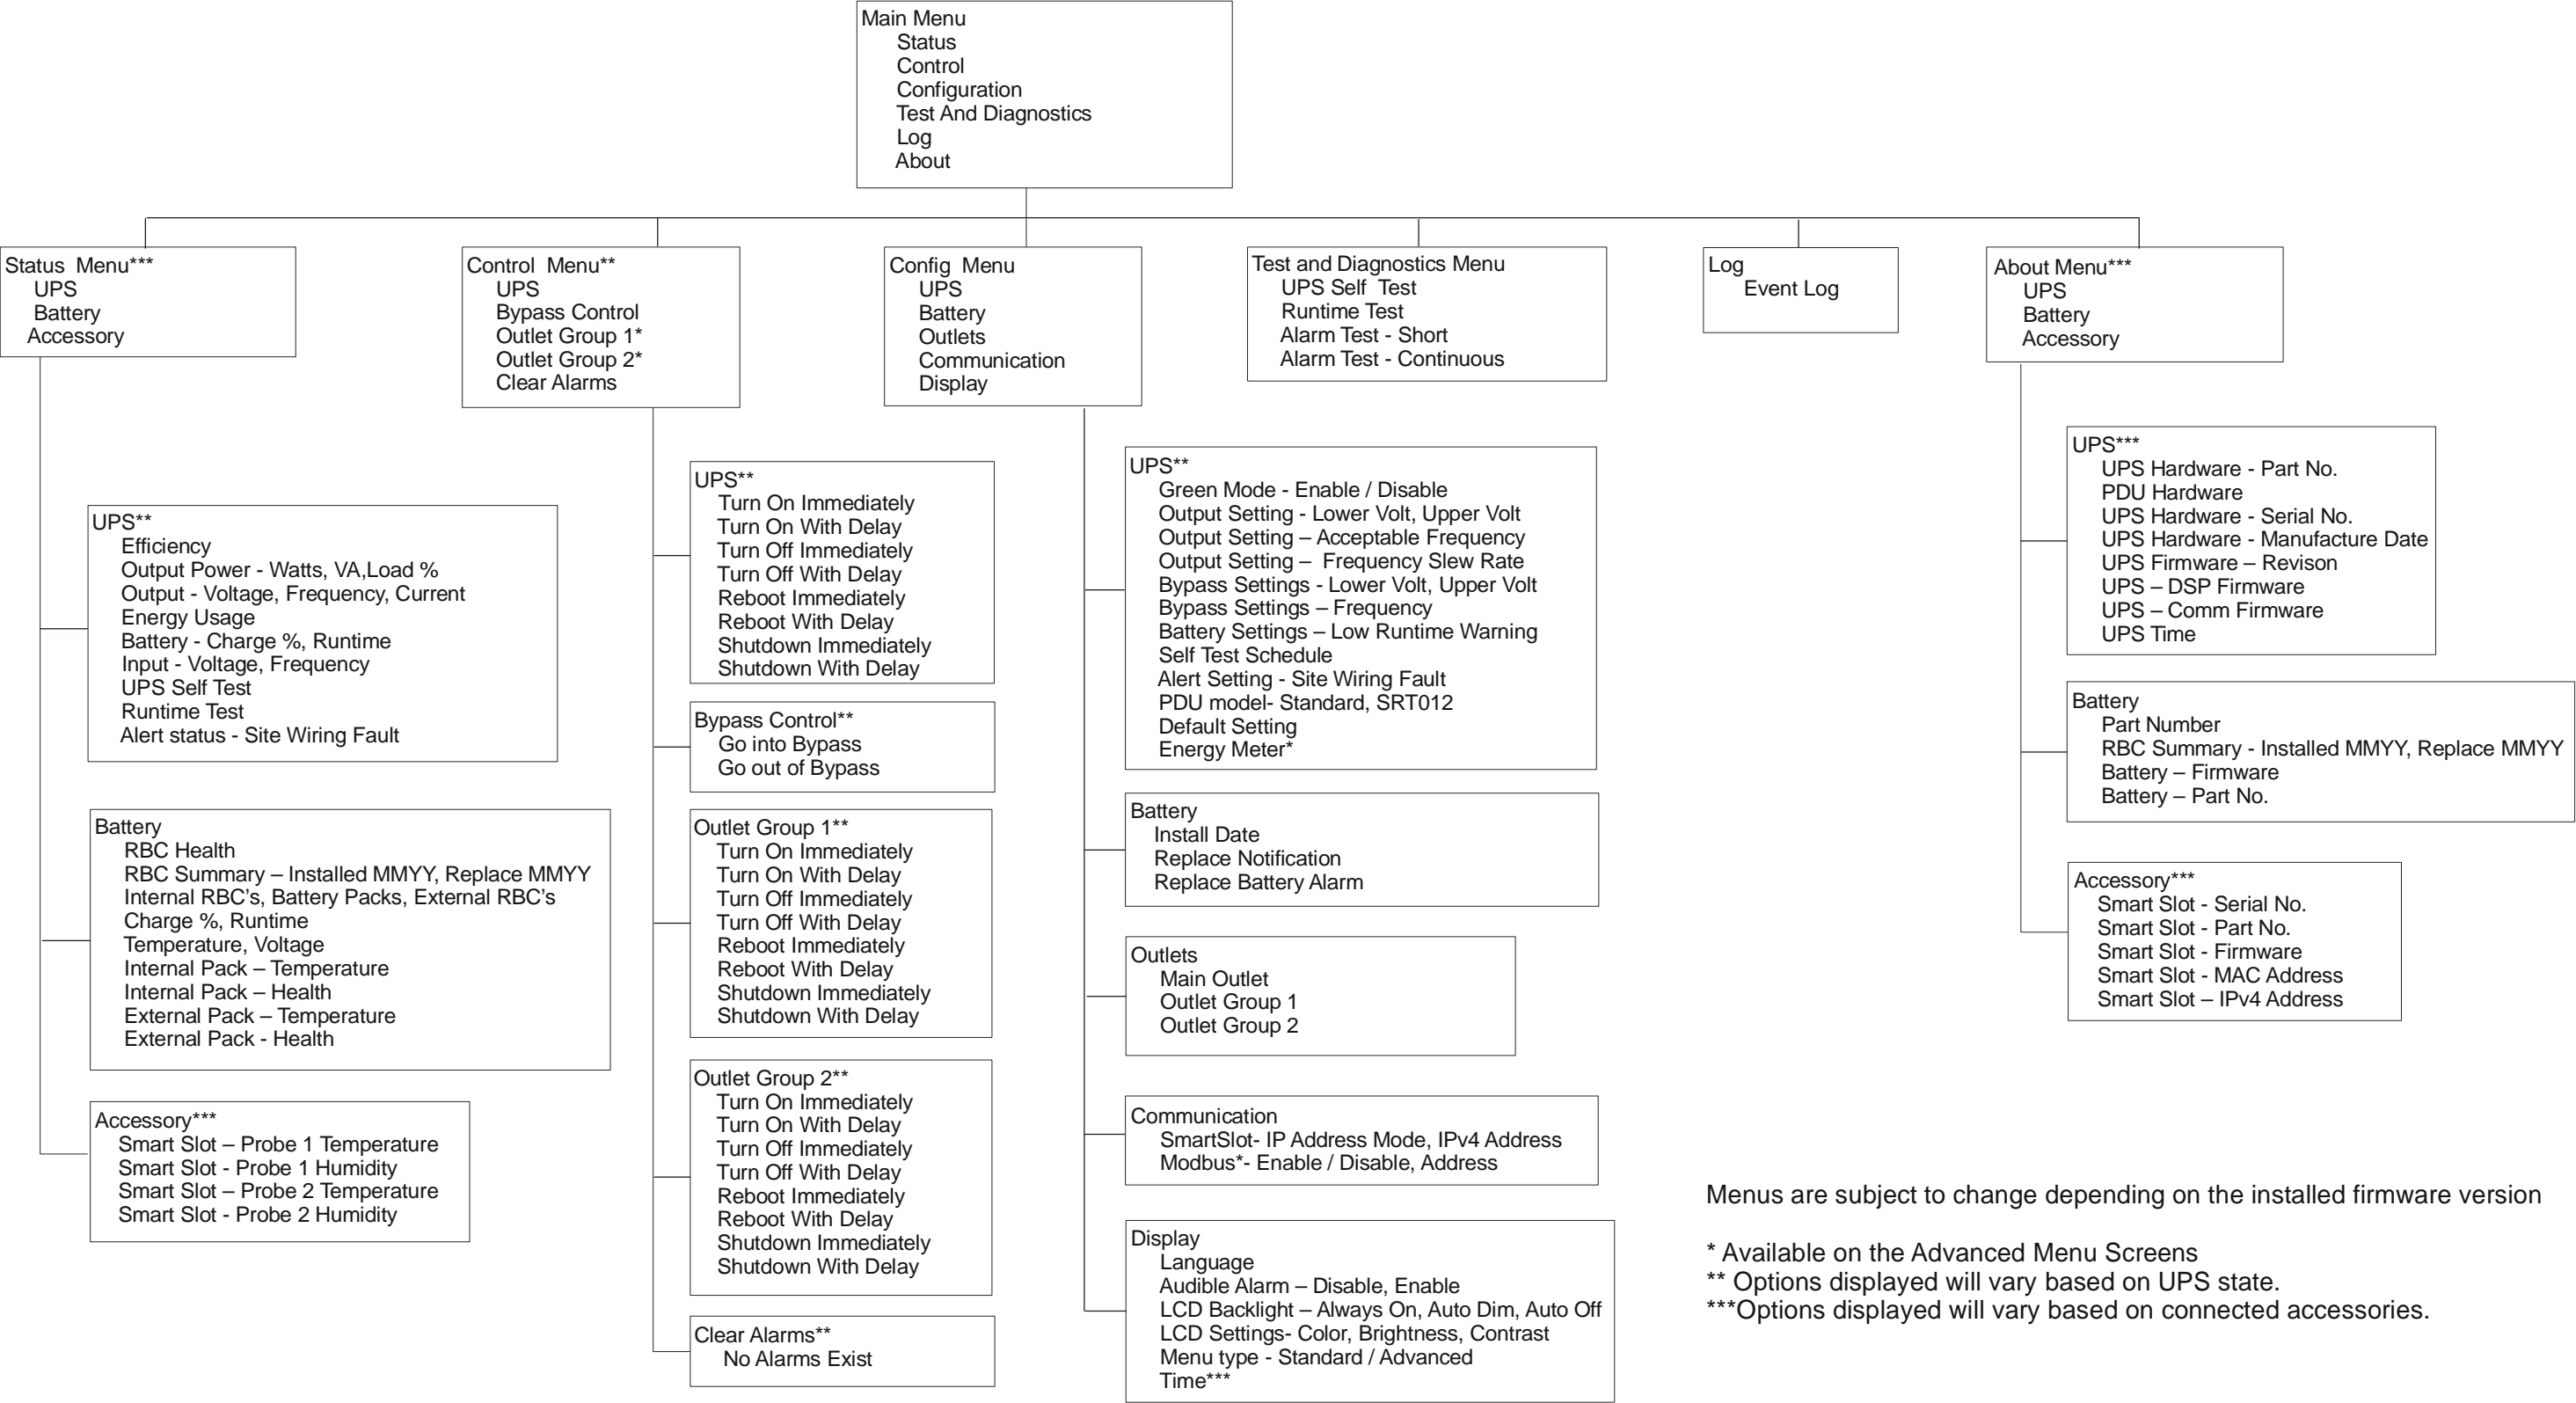 Main Menu
Status
Control
Configuration
Test And Diagnostics
Log
About
Status  Menu***
UPS
Battery
Accessory
UPS**
Efficiency
Output Power - Watts, VA,Load %
Output - Voltage, Frequency, Current
Energy Usage
Battery - Charge %, Runtime
Input - Voltage, Frequency
UPS Self Test
Runtime Test
Alert status - Site Wiring Fault
Battery
RBC Health
RBC Summary – Installed MMYY, Replace MMYY
Internal RBC’s, Battery Packs, External RBC’s
Charge %, Runtime
Temperature, Voltage
Internal Pack – Temperature
Internal Pack – Health
External Pack – Temperature
External Pack - Health
Accessory***
Smart Slot – Probe 1 Temperature
Smart Slot - Probe 1 Humidity
Smart Slot – Probe 2 Temperature
Smart Slot - Probe 2 Humidity
Control  Menu**
UPS
Bypass Control
Outlet Group 1*
Outlet Group 2*
Clear Alarms
UPS**
Turn On Immediately
Turn On With Delay
Turn Off Immediately
Turn Off With Delay
Reboot Immediately
Reboot With Delay
Shutdown Immediately
Shutdown With Delay
Bypass Control**
Go into Bypass
Go out of Bypass
Outlet Group 1**
Turn On Immediately
Turn On With Delay
Turn Off Immediately
Turn Off With Delay
Reboot Immediately
Reboot With Delay
Shutdown Immediately
Shutdown With Delay
Outlet Group 2**
Turn On Immediately
Turn On With Delay
Turn Off Immediately
Turn Off With Delay
Reboot Immediately
Reboot With Delay
Shutdown Immediately
Shutdown With Delay
Clear Alarms**
No Alarms Exist
Config  Menu
UPS
Battery
Outlets
Communication
Display
UPS**
Green Mode - Enable / Disable
Output Setting - Lower Volt, Upper Volt
Output Setting – Acceptable Frequency
Output Setting –  Frequency Slew Rate
Bypass Settings - Lower Volt, Upper Volt
Bypass Settings – Frequency
Battery Settings – Low Runtime Warning
Self Test Schedule
Alert Setting - Site Wiring Fault
PDU model- Standard, SRT012
Default Setting
Energy Meter*
Battery
Install Date
Replace Notification
Replace Battery Alarm
Outlets
Main Outlet
Outlet Group 1
Outlet Group 2
Communication
SmartSlot- IP Address Mode, IPv4 Address
Modbus*- Enable / Disable, Address
Display
Language
Audible Alarm – Disable, Enable
LCD Backlight – Always On, Auto Dim, Auto Off
LCD Settings- Color, Brightness, Contrast
Menu type - Standard / Advanced
Time***
Test and Diagnostics Menu
UPS Self  Test
Runtime Test
Alarm Test - Short
Alarm Test - Continuous
Log
Event Log
About Menu***
UPS
Battery
Accessory
UPS***
UPS Hardware - Part No.
PDU Hardware
UPS Hardware - Serial No.
UPS Hardware - Manufacture Date
UPS Firmware – Revison
UPS – DSP Firmware
UPS – Comm Firmware
UPS Time
Battery
Part Number
RBC Summary - Installed MMYY, Replace MMYY
Battery – Firmware
Battery – Part No.
Accessory***
Smart Slot - Serial No.
Smart Slot - Part No.
Smart Slot - Firmware
Smart Slot - MAC Address
Smart Slot – IPv4 Address
Menus are subject to change depending on the installed firmware version
* Available on the Advanced Menu Screens
** Options displayed will vary based on UPS state.
***Options displayed will vary based on connected accessories.